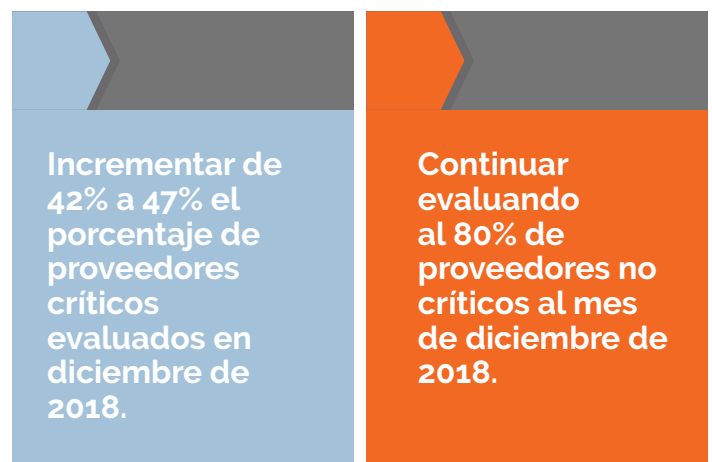 Incrementar de
42% a 47% el
porcentaje de
proveedores
críticos
evaluados en
diciembre de
2018.
Continuar
evaluando
al 80% de
proveedores no
críticos al mes
de diciembre de
2018.